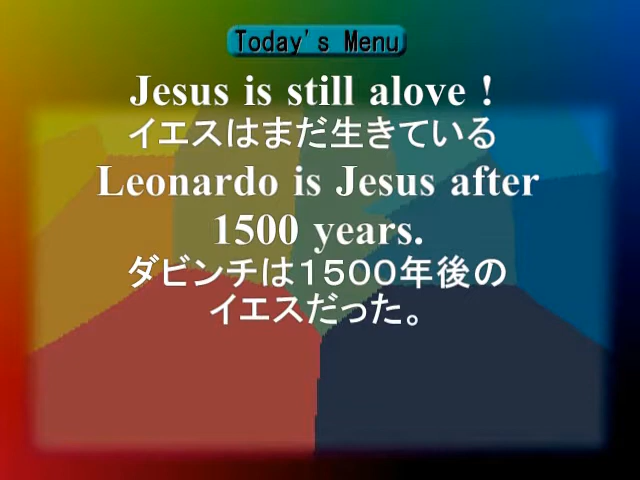 Today's Menu
Jesus is still alove !
イエスはまだ生きている
Leonardo is Jesus after
1500 years.
ダビンチは１５００年後の
イエスだった。